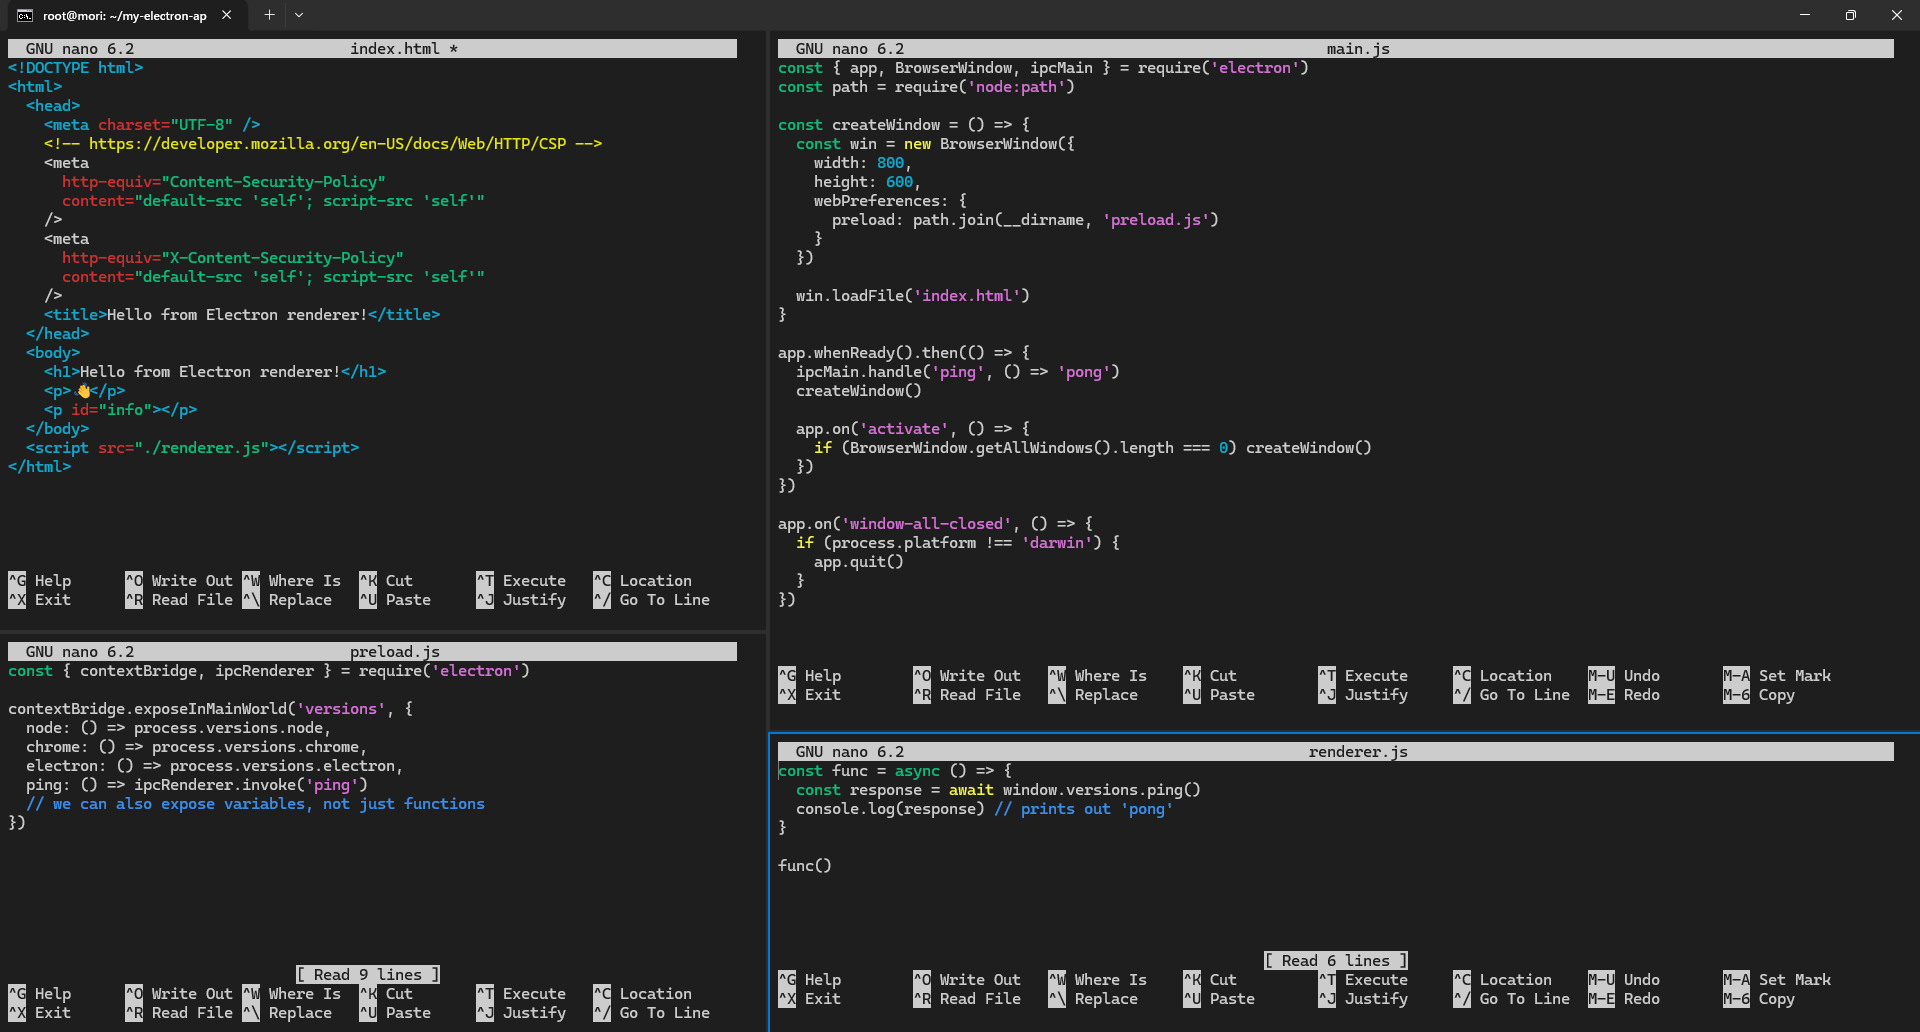 root@mori: ~/my-electron-ap
GNU nano 6.2 index.html *
<!DOCTYPE html>
<html>
  <head>
    <meta charset="UTF-8" />
    <!-- https://developer.mozilla.org/en-US/docs/Web/HTTP/CSP -->
    <meta
      http-equiv="Content-Security-Policy"
      content="default-src 'self'; script-src 'self'"
    />
    <meta
      http-equiv="X-Content-Security-Policy"
      content="default-src 'self'; script-src 'self'"
    />
    <title>Hello from Electron renderer!</title>
  </head>
  <body>
    <h1>Hello from Electron renderer!</h1>
    <p>👋</p>
    <p id="info"></p>
  </body>
  <script src="./renderer.js"></script>
</html>
^G Help ^O Write Out ^W Where Is ^K Cut ^T Execute ^C Location
^X Exit ^R Read File ^\ Replace ^U Paste ^J Justify ^/ Go To Line
GNU nano 6.2 preload.js
const { contextBridge, ipcRenderer } = require('electron')
contextBridge.exposeInMainWorld('versions', {
  node: () => process.versions.node,
  chrome: () => process.versions.chrome,
  electron: () => process.versions.electron,
  ping: () => ipcRenderer.invoke('ping')
  // we can also expose variables, not just functions
})
[ Read 9 lines ]
^G Help ^O Write Out ^W Where Is ^K Cut ^T Execute ^C Location
^X Exit ^R Read File ^\ Replace ^U Paste ^J Justify ^/ Go To Line
GNU nano 6.2 main.js
const { app, BrowserWindow, ipcMain } = require('electron')
const path = require('node:path')
const createWindow = () => {
  const win = new BrowserWindow({
    width: 800,
    height: 600,
    webPreferences: {
      preload: path.join(__dirname, 'preload.js')
    }
  })
  win.loadFile('index.html')
}
app.whenReady().then(() => {
  ipcMain.handle('ping', () => 'pong')
  createWindow()
  app.on('activate', () => {
    if (BrowserWindow.getAllWindows().length === 0) createWindow()
  })
})
app.on('window-all-closed', () => {
  if (process.platform !== 'darwin') {
    app.quit()
  }
})
^G Help ^O Write Out ^W Where Is ^K Cut ^T Execute ^C Location M-U Undo M-A Set Mark
^X Exit ^R Read File ^\ Replace ^U Paste ^J Justify ^/ Go To Line M-E Redo M-6 Copy
GNU nano 6.2 renderer.js
const func = async () => {
  const response = await window.versions.ping()
  console.log(response) // prints out 'pong'
}
func()
[ Read 6 lines ]
^G Help ^O Write Out ^W Where Is ^K Cut ^T Execute ^C Location M-U Undo M-A Set Mark
^X Exit ^R Read File ^\ Replace ^U Paste ^J Justify ^/ Go To Line M-E Redo M-6 Copy